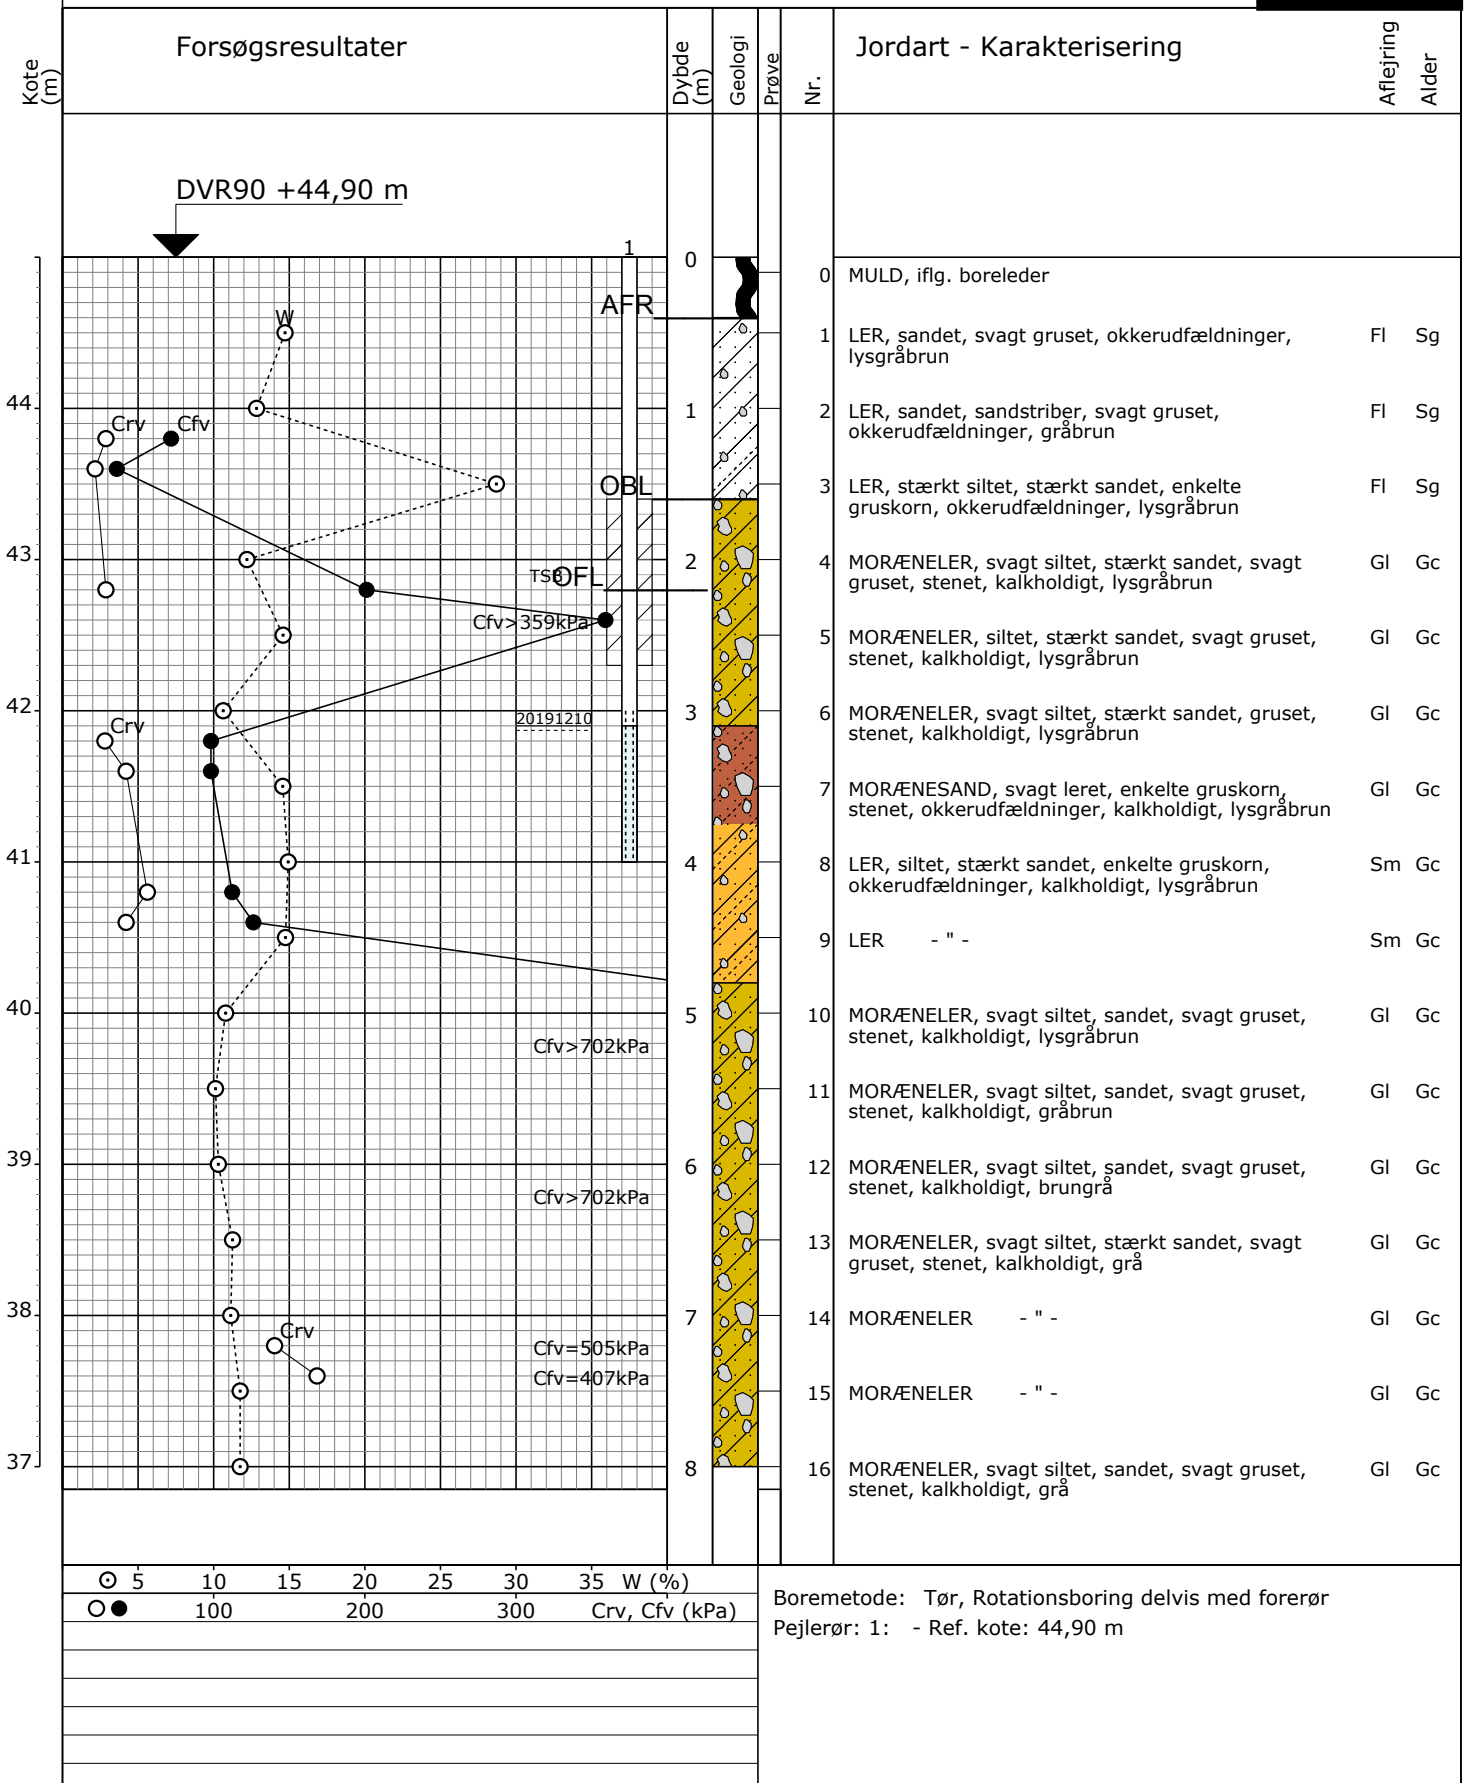 Kote (m)
Forsøgsresultater
Dybde (m)
Geologi
Prøve
Nr.
Jordart - Karakterisering
Aflejring
Alder
DVR90 +44,90 m
1
0
AFR
W
0 MULD, iflg. boreleder
1 LER, sandet, svagt gruset, okkerudfældninger, Fl Sg
lysgråbrun
44
1
Crv
Cfv
2 LER, sandet, sandstriber, svagt gruset, Fl Sg
okkerudfældninger, gråbrun
OBL
3 LER, stærkt siltet, stærkt sandet, enkelte Fl Sg
gruskorn, okkerudfældninger, lysgråbrun
43
2
TSB
OFL
4 MORÆNELER, svagt siltet, stærkt sandet, svagt Gl Gc
gruset, stenet, kalkholdigt, lysgråbrun
Cfv>359kPa
5 MORÆNELER, siltet, stærkt sandet, svagt gruset, Gl Gc
stenet, kalkholdigt, lysgråbrun
42
3
20191210
Crv
6 MORÆNELER, svagt siltet, stærkt sandet, gruset, Gl Gc
stenet, kalkholdigt, lysgråbrun
7 MORÆNESAND, svagt leret, enkelte gruskorn, Gl Gc
stenet, okkerudfældninger, kalkholdigt, lysgråbrun
41
4
8 LER, siltet, stærkt sandet, enkelte gruskorn, Sm Gc
okkerudfældninger, kalkholdigt, lysgråbrun
9 LER - " - Sm Gc
40
5
10 MORÆNELER, svagt siltet, sandet, svagt gruset, Gl Gc
stenet, kalkholdigt, lysgråbrun
Cfv>702kPa
11 MORÆNELER, svagt siltet, sandet, svagt gruset, Gl Gc
stenet, kalkholdigt, gråbrun
39
6
12 MORÆNELER, svagt siltet, sandet, svagt gruset, Gl Gc
stenet, kalkholdigt, brungrå
Cfv>702kPa
13 MORÆNELER, svagt siltet, stærkt sandet, svagt Gl Gc
gruset, stenet, kalkholdigt, grå
38
7
14 MORÆNELER - " - Gl Gc
Crv
Cfv=505kPa
Cfv=407kPa
15 MORÆNELER - " - Gl Gc
37
8
16 MORÆNELER, svagt siltet, sandet, svagt gruset, Gl Gc
stenet, kalkholdigt, grå
5 10 15 20 25 30 35 W (%)
100 200 300 Crv, Cfv (kPa)
Boremetode: Tør, Rotationsboring delvis med forerør
Pejlerør: 1: - Ref. kote: 44,90 m